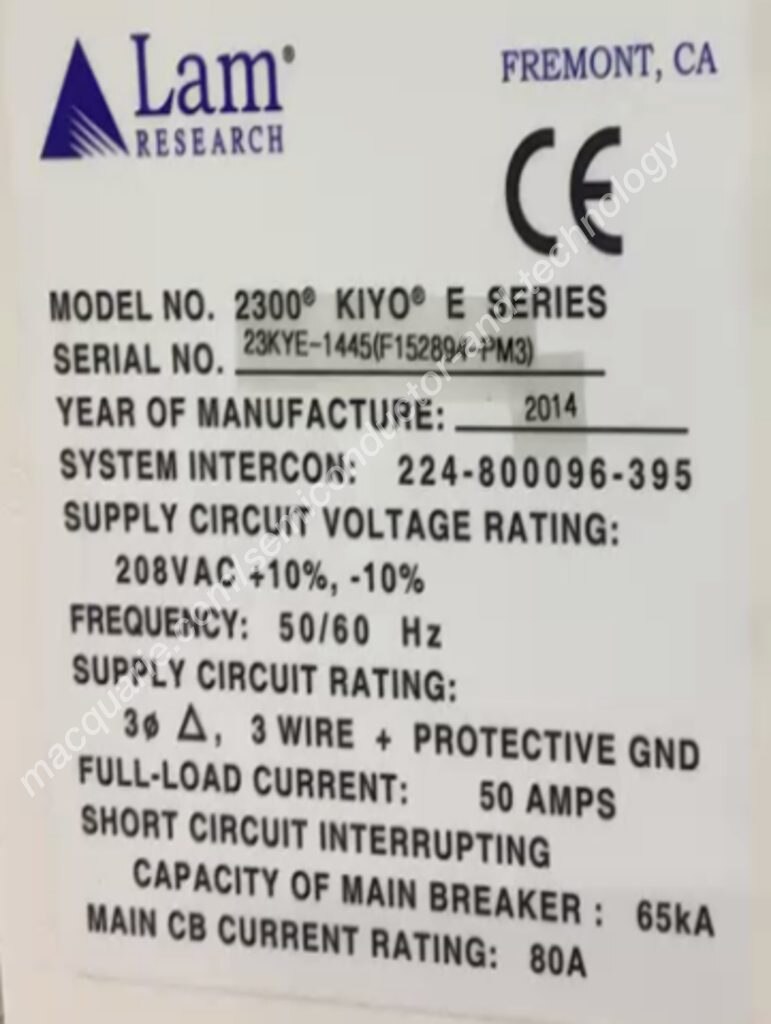 Lam® FREMONT, CA
RESEARCH
CE
MODEL NO. 2300® KIYO® E SERIES
SERIAL NO. 23KYE-1445(F152894-PM3)
YEAR OF MANUFACTURE: 2014
SYSTEM INTERCON: 224-800096-395
SUPPLY CIRCUIT VOLTAGE RATING:
208VAC +10%, -10%
FREQUENCY: 50/60 Hz
SUPPLY CIRCUIT RATING:
3ø Δ, 3 WIRE + PROTECTIVE GND
FULL-LOAD CURRENT: 50 AMPS
SHORT CIRCUIT INTERRUPTING
CAPACITY OF MAIN BREAKER : 65kA
MAIN CB CURRENT RATING: 80A